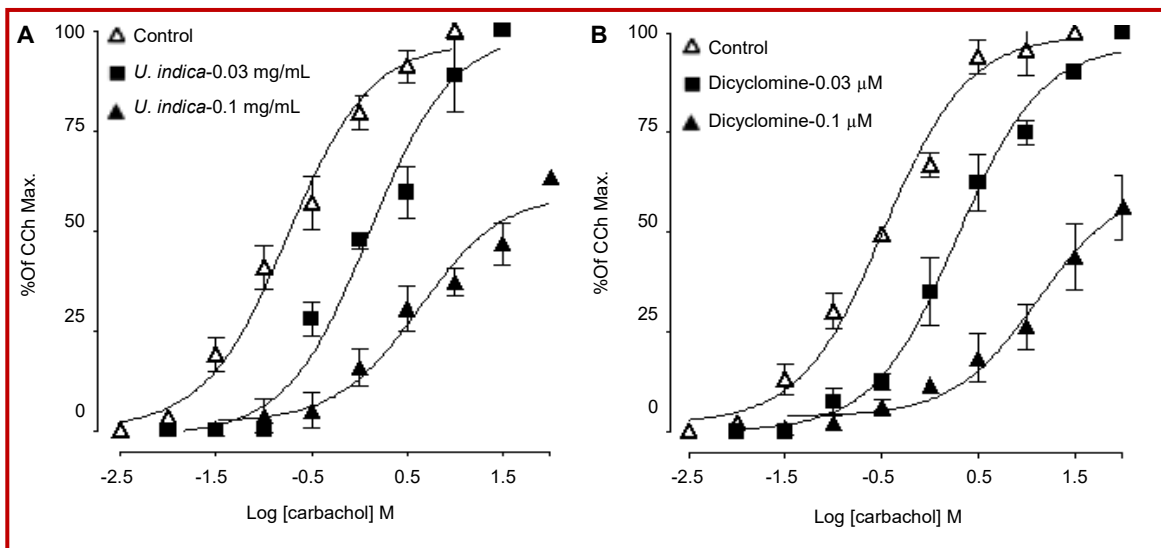 A
Control
U. indica-0.03 mg/mL
U. indica-0.1 mg/mL
%Of CCh Max.
100
75
50
25
0
-2.5 -1.5 -0.5 0.5 1.5
Log [carbachol] M
B
Control
Dicyclomine-0.03 μM
Dicyclomine-0.1 μM
%Of CCh Max.
100
75
50
25
0
-2.5 -1.5 -0.5 0.5 1.5
Log [carbachol] M